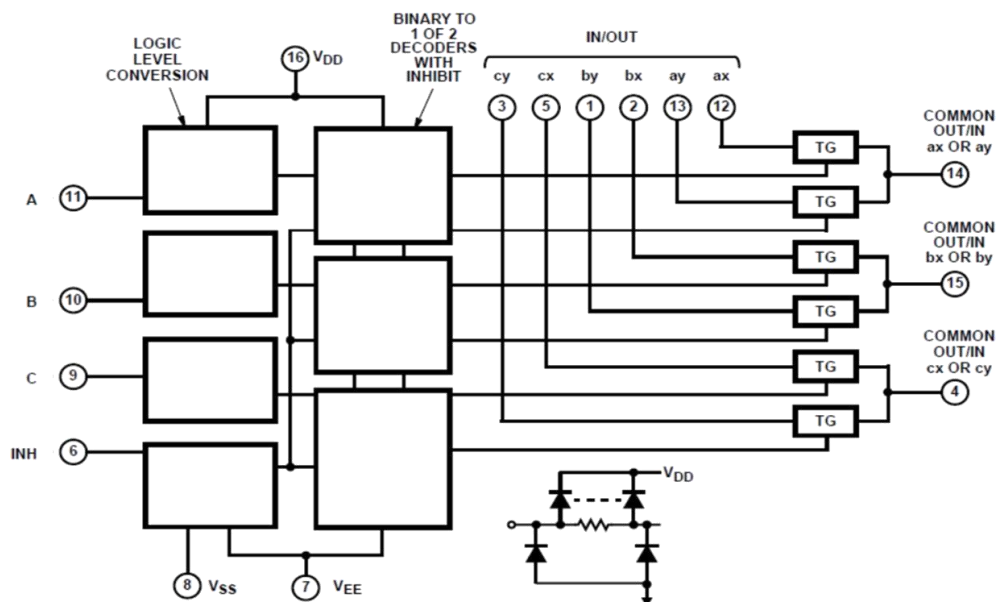 LOGIC
LEVEL
CONVERSION
16 VDD
BINARY TO
1 OF 2
DECODERS
WITH
INHIBIT
IN/OUT
cy cx by bx ay ax
3 5 1 2 13 12
TG
COMMON
OUT/IN
ax OR ay
14
A 11
TG
TG
COMMON
OUT/IN
bx OR by
15
B 10
TG
TG
COMMON
OUT/IN
cx OR cy
4
C 9
TG
INH 6
VDD
8 VSS
7 VEE